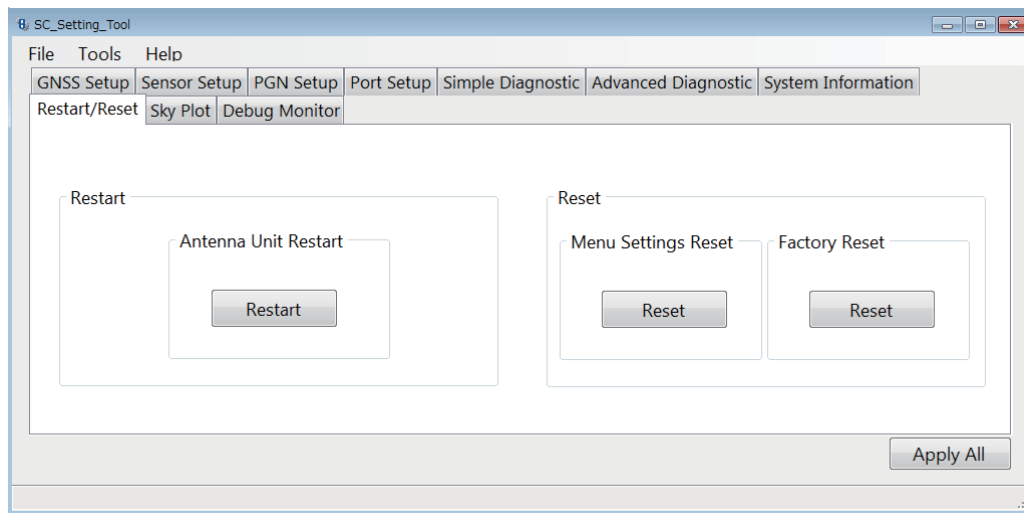 SC_Setting_Tool
File Tools Help
GNSS Setup Sensor Setup PGN Setup Port Setup Simple Diagnostic Advanced Diagnostic System Information
Restart/Reset Sky Plot Debug Monitor
Restart Reset
Antenna Unit Restart Menu Settings Reset Factory Reset
Restart Reset Reset
Apply All